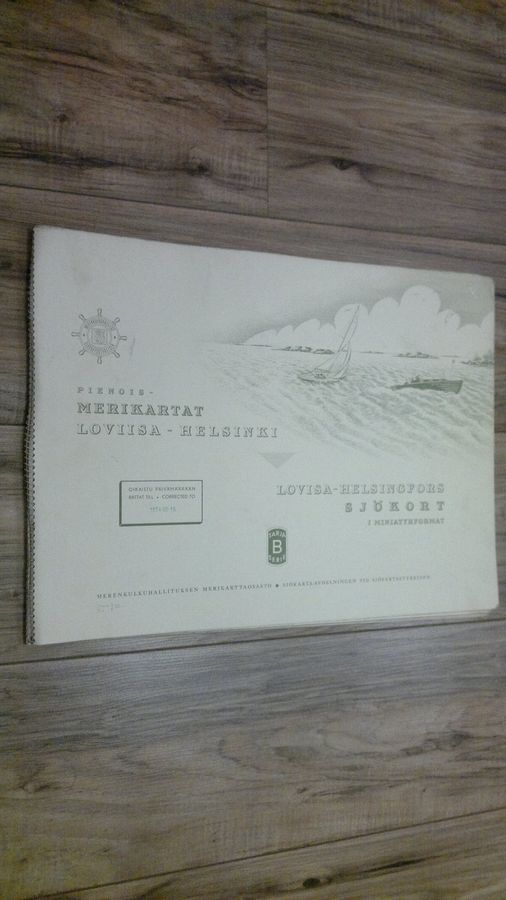 PIENOIS-
MERIKARTAT
LOVIISA - HELSINKI
OIKAISTU PÄIVÄMÄÄRÄÄN
RÄTTAT TILL • CORRECTED TO
LOVISA-HELSINGFORS
SJÖKORT
I MINIATYRFORMAT
SARJA
B
SERIE
MERENKULKUHALLITUKSEN MERIKARTTAOSASTO • SJÖKARTEAVDELNINGEN VID SJÖFARTSSTYRELSEN